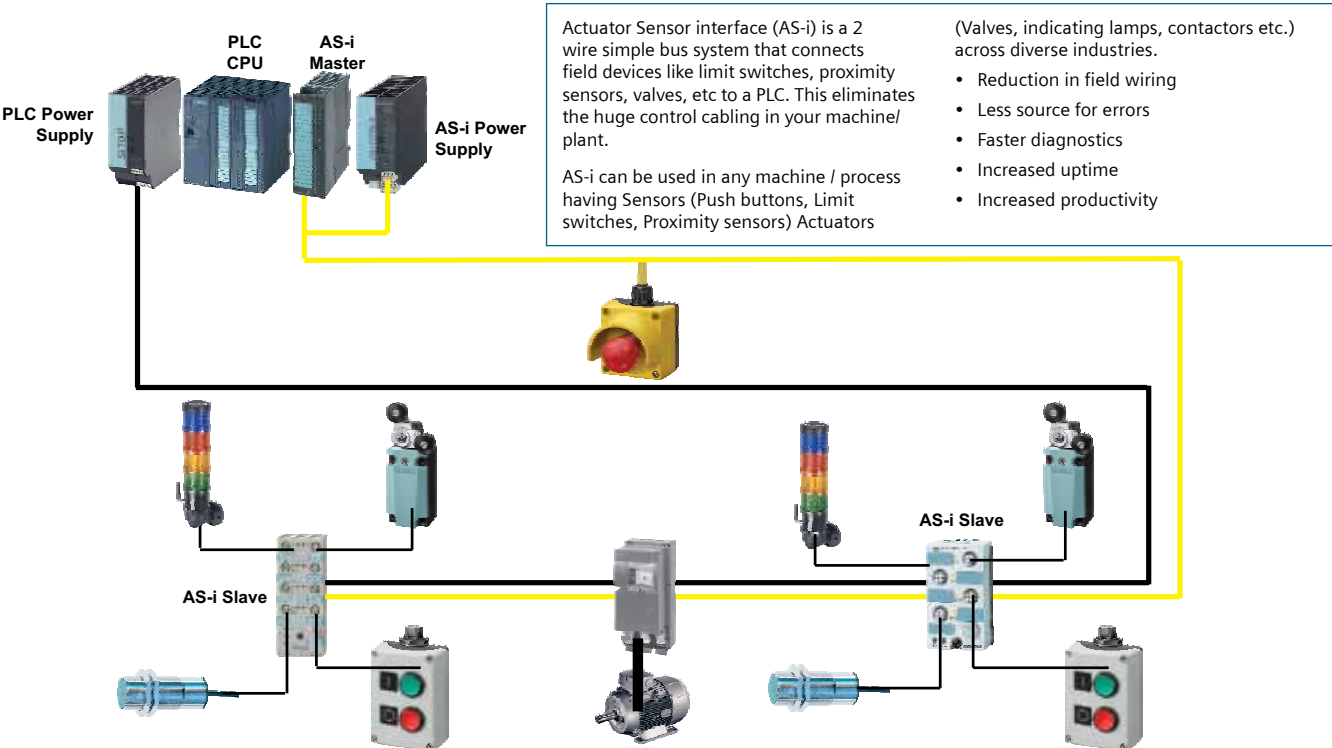 PLC
CPU
AS-i
Master
PLC Power
Supply
AS-i Power
Supply
Actuator Sensor interface (AS-i) is a 2
wire simple bus system that connects
field devices like limit switches, proximity
sensors, valves, etc to a PLC. This eliminates
the huge control cabling in your machine/
plant.
AS-i can be used in any machine / process
having Sensors (Push buttons, Limit
switches, Proximity sensors) Actuators
(Valves, indicating lamps, contactors etc.)
across diverse industries.
• Reduction in field wiring
• Less source for errors
• Faster diagnostics
• Increased uptime
• Increased productivity
AS-i Slave
AS-i Slave